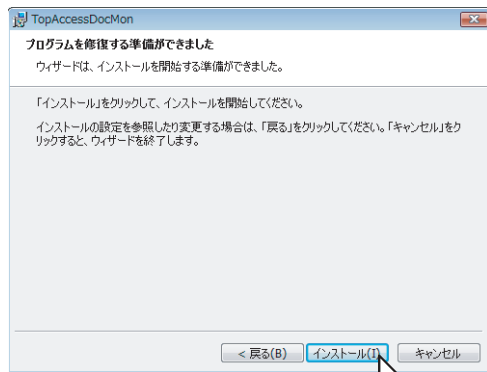 TopAccessDocMon
プログラムを修復する準備ができました
ウィザードは、インストールを開始する準備ができました。
「インストール」をクリックして、インストールを開始してください。
インストールの設定を参照したり変更する場合は、「戻る」をクリックしてください。「キャンセル」をク
リックすると、ウィザードを終了します。
< 戻る(B) インストール(I) キャンセル